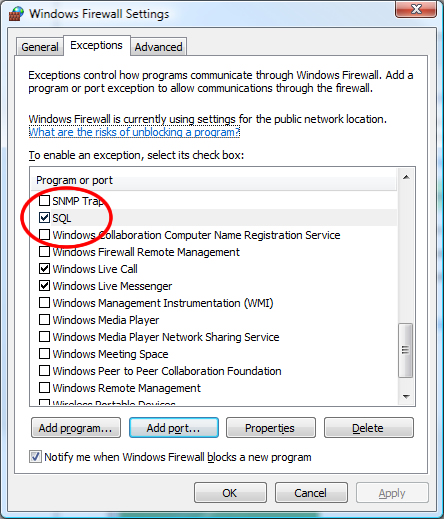 Windows Firewall Settings
General Exceptions Advanced
Exceptions control how programs communicate through Windows Firewall. Add a
program or port exception to allow communications through the firewall.
Windows Firewall is currently using settings for the public network location.
What are the risks of unblocking a program?
To enable an exception, select its check box:
Program or port
SNMP Trap
SQL
Windows Collaboration Computer Name Registration Service
Windows Firewall Remote Management
Windows Live Call
Windows Live Messenger
Windows Management Instrumentation (WMI)
Windows Media Player
Windows Media Player Network Sharing Service
Windows Meeting Space
Windows Peer to Peer Collaboration Foundation
Windows Remote Management
Wireless Portable Devices
Add program... Add port... Properties Delete
Notify me when Windows Firewall blocks a new program
OK Cancel Apply